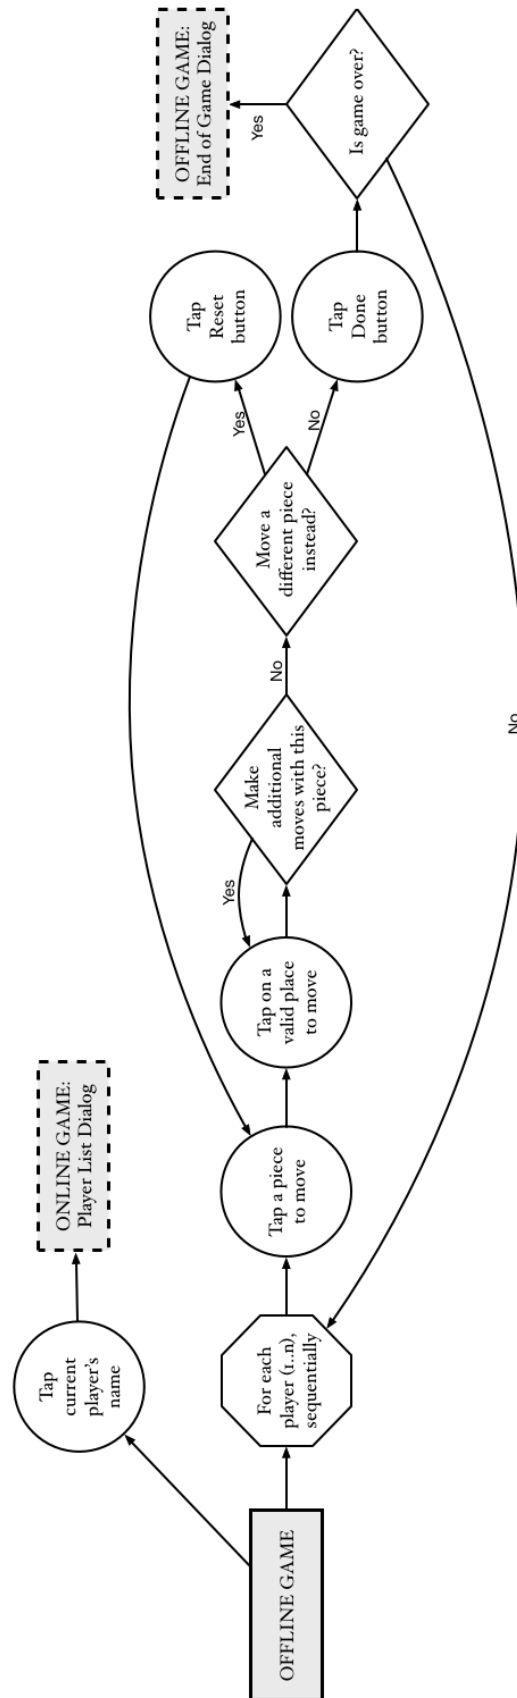 OFFLINE GAME
Tap
current
player's
name
ONLINE GAME:
Player List Dialog
For each
player (1..n),
sequentially
Tap a piece
to move
Tap on a
valid place
to move
Yes
Make
additional
moves with this
piece?
No
Move a
different piece
instead?
Yes
No
Tap
Reset
button
Tap
Done
button
Is game over?
Yes
OFFLINE GAME:
End of Game Dialog
No